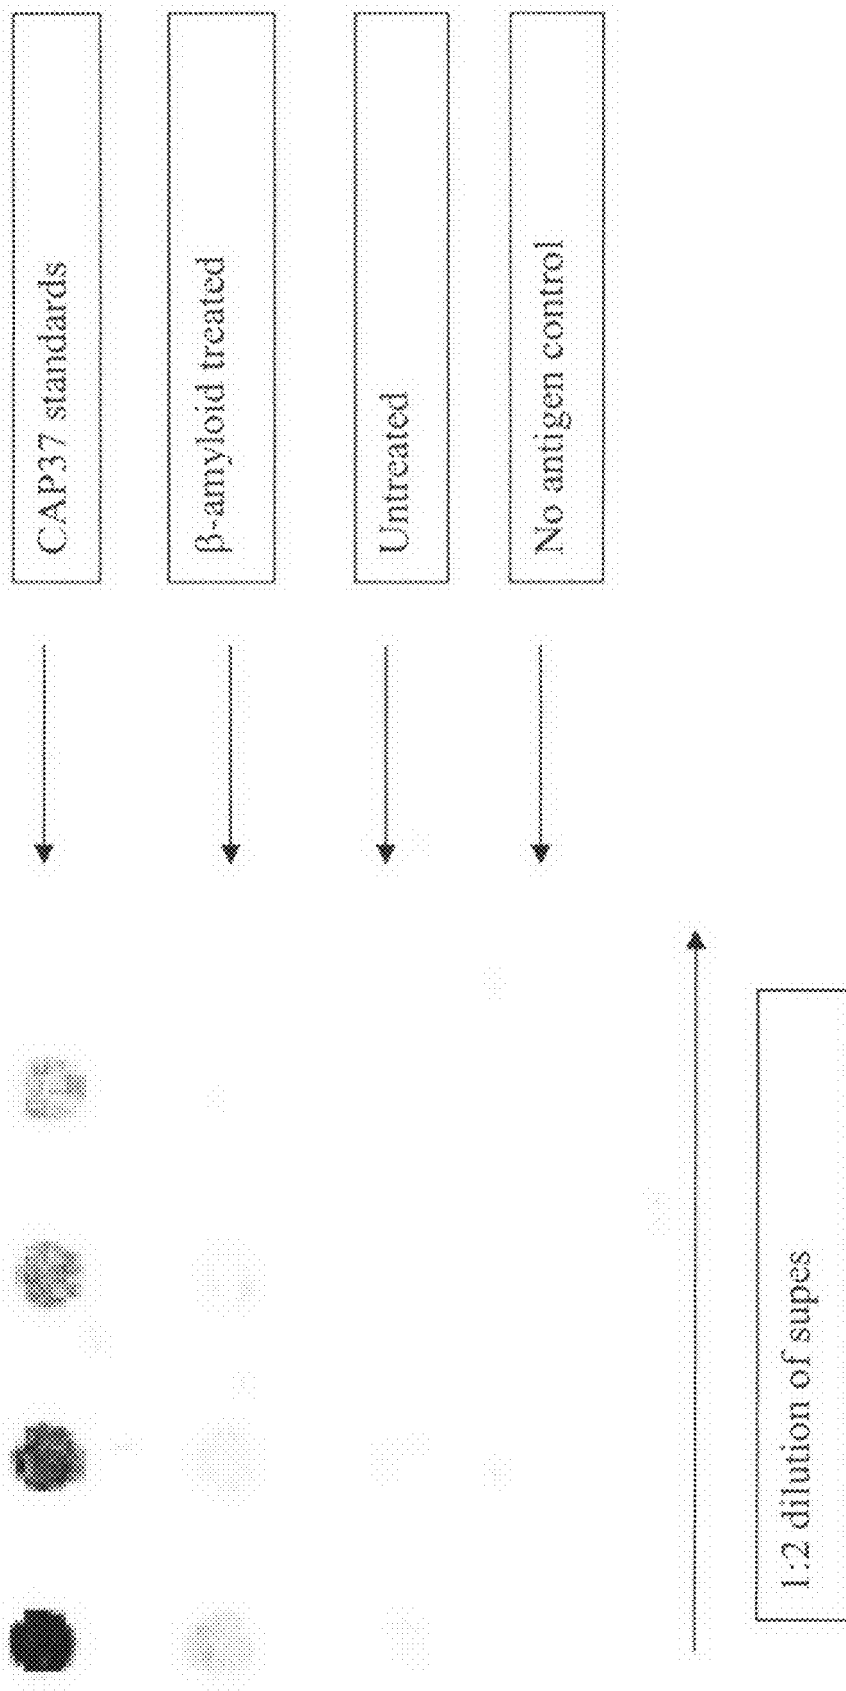 CAP37 standards
β-amyloid treated
Untreated
No antigen control
1:2 dilution of supes